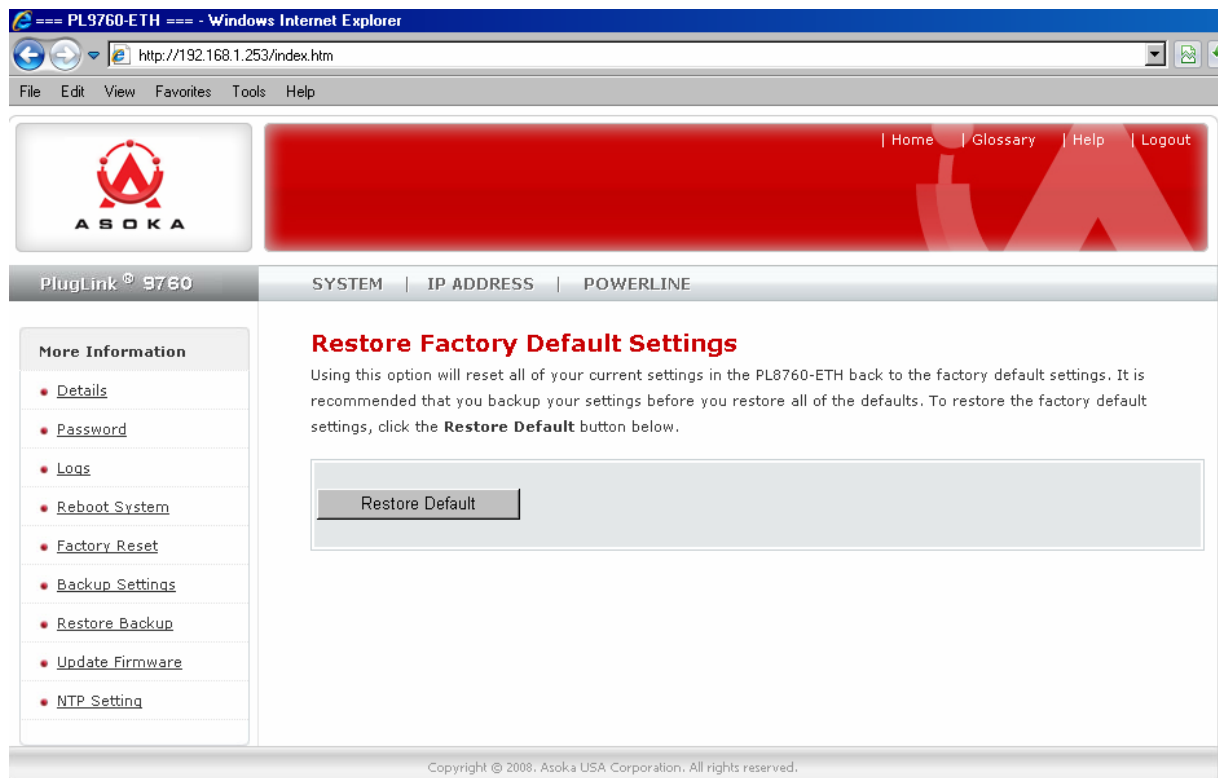 === PL9760-ETH === - Windows Internet Explorer
http://192.168.1.253/index.htm
File Edit View Favorites Tools Help
| Home | Glossary | Help | Logout
ASOKA
PlugLink ® 9760
SYSTEM | IP ADDRESS | POWERLINE
More Information
Details
Password
Logs
Reboot System
Factory Reset
Backup Settings
Restore Backup
Update Firmware
NTP Setting
Restore Factory Default Settings
Using this option will reset all of your current settings in the PL8760-ETH back to the factory default settings. It is
recommended that you backup your settings before you restore all of the defaults. To restore the factory default
settings, click the Restore Default button below.
Restore Default
Copyright @ 2008. Asoka USA Corporation. All rights reserved.